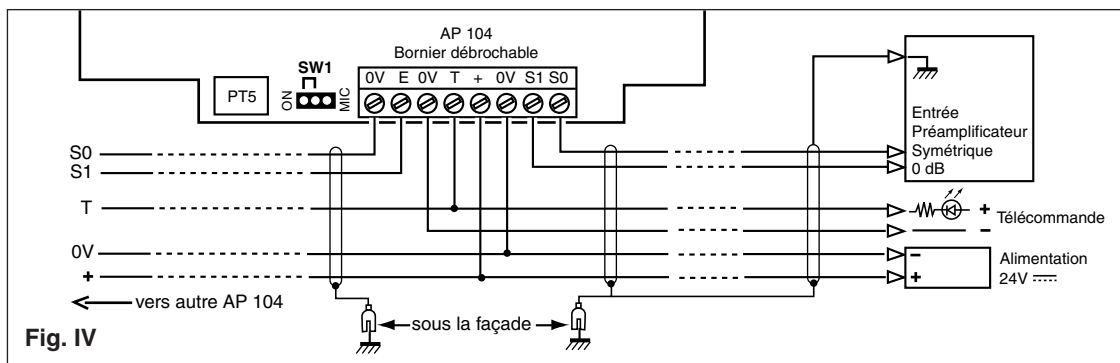 AP 104
Bornier débrochable
SW1
PT5
ON
MIC
0V E 0V T + 0V S1 S0
S0
S1
T
0V
+
vers autre AP 104
sous la façade
Entrée
Préamplificateur
Symétrique
0 dB
+
Télécommande
–
–
Alimentation
+
24V
Fig. IV